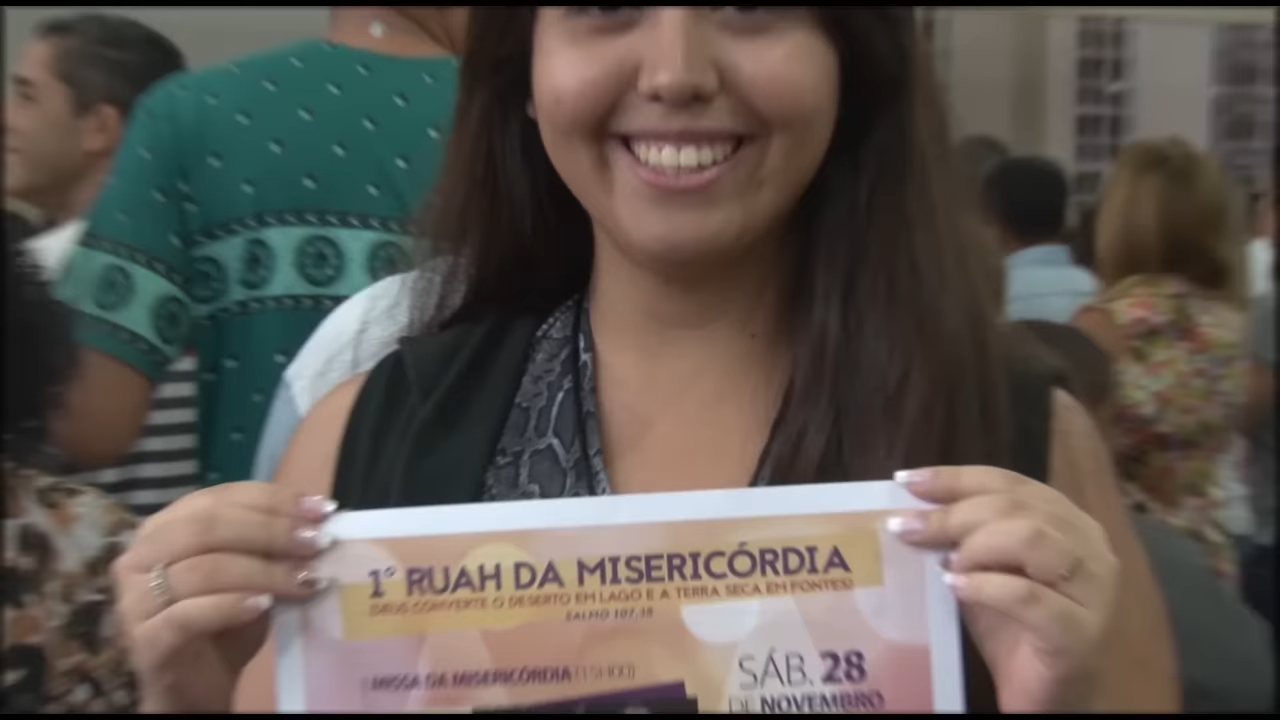 1º RUAH DA MISERICÓRDIA
(DEUS CONVERTE O DESERTO EM LAGO E A TERRA SECA EM FONTES)
SALMO 107,35
MISSA DA MISERICÓRDIA (15H00)
SÁB. 28
DE NOVEMBRO